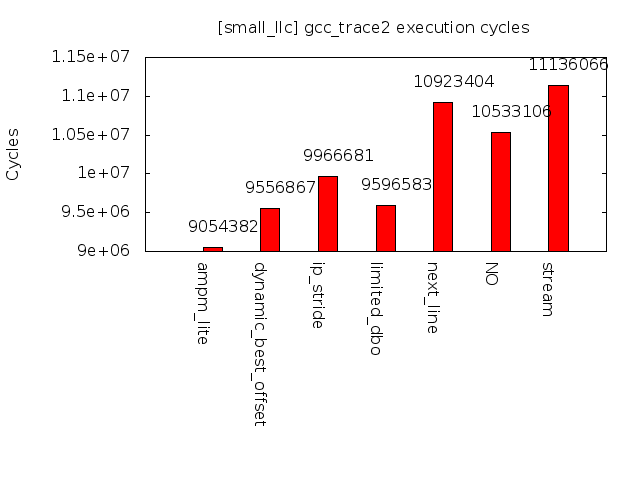 [small_llc] gcc_trace2 execution cycles
Cycles
1.15e+07
1.1e+07
1.05e+07
1e+07
9.5e+06
9e+06
9054382
9556867
9966681
9596583
10923404
10533106
11136066
ampm_lite
dynamic_best_offset
ip_stride
limited_dbo
next_line
NO
stream